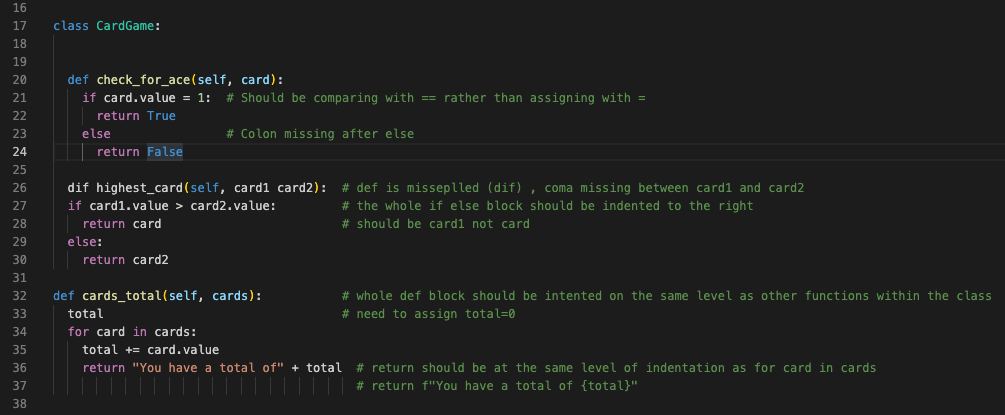 16
17 class CardGame:
18
19
20 def check_for_ace(self, card):
21 if card.value = 1: # Should be comparing with == rather than assigning with =
22 return True
23 else # Colon missing after else
24 return False
25
26 dif highest_card(self, card1 card2): # def is misseplled (dif) , coma missing between card1 and card2
27 if card1.value > card2.value: # the whole if else block should be indented to the right
28 return card # should be card1 not card
29 else:
30 return card2
31
32 def cards_total(self, cards): # whole def block should be intented on the same level as other functions within the class
33 total # need to assign total=0
34 for card in cards:
35 total += card.value
36 return "You have a total of" + total # return should be at the same level of indentation as for card in cards
37 # return f"You have a total of {total}"
38